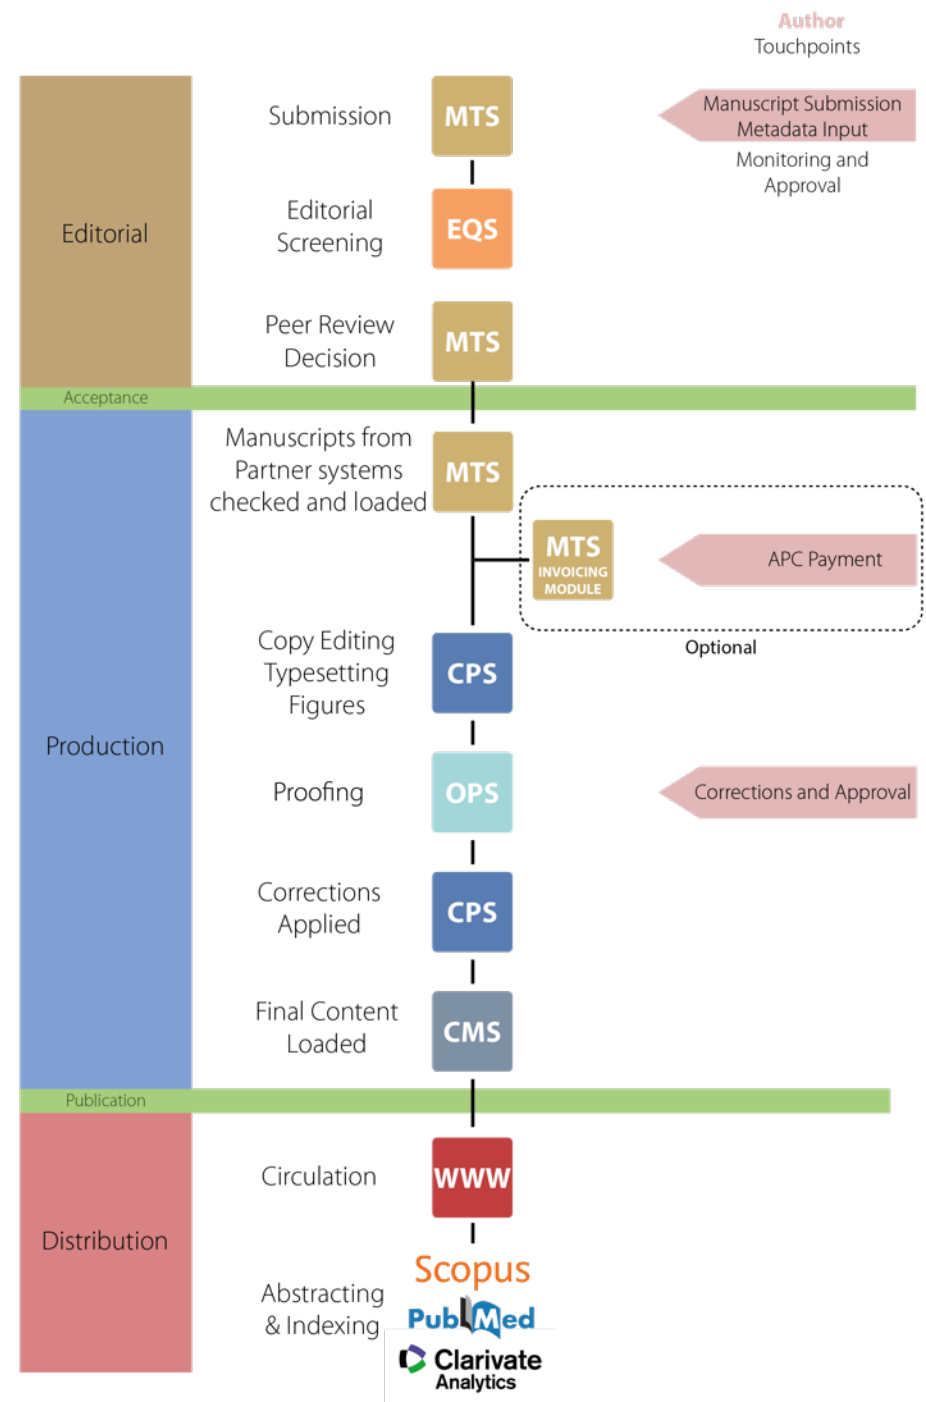 Author
Touchpoints
Submission
MTS
Manuscript Submission
Metadata Input
Monitoring and
Approval
Editorial
Editorial
Screening
EQS
Peer Review
Decision
MTS
Acceptance
Manuscripts from
Partner systems
checked and loaded
MTS
MTS
INVOICING
MODULE
APC Payment
Optional
Copy Editing
Typesetting
Figures
CPS
Production
Proofing
OPS
Corrections and Approval
Corrections
Applied
CPS
Final Content
Loaded
CMS
Publication
Circulation
WWW
Distribution
Abstracting
& Indexing
Scopus
PubMed
Clarivate
Analytics